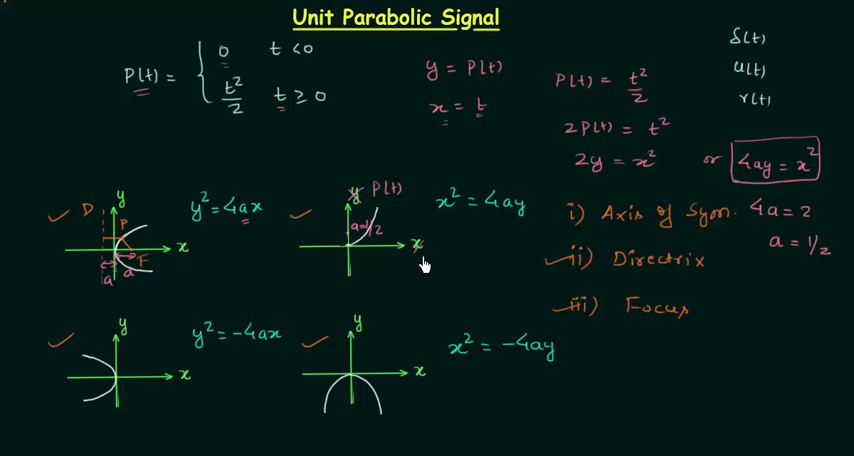 Unit Parabolic Signal
P(t) = { 0 t < 0
t²/2 t ≥ 0
y = P(t)
x = t
P(t) = t²/2
2P(t) = t²
2y = x² or 4ay = x²
δ(t)
u(t)
r(t)
4a = 2
a = 1/2
y D P F a a x
y² = 4ax
y P(t) a=1/2 x
x² = 4ay
i) Axis of Sym.
ii) Directrix
iii) Focus
y x
y² = -4ax
y x
x² = -4ay